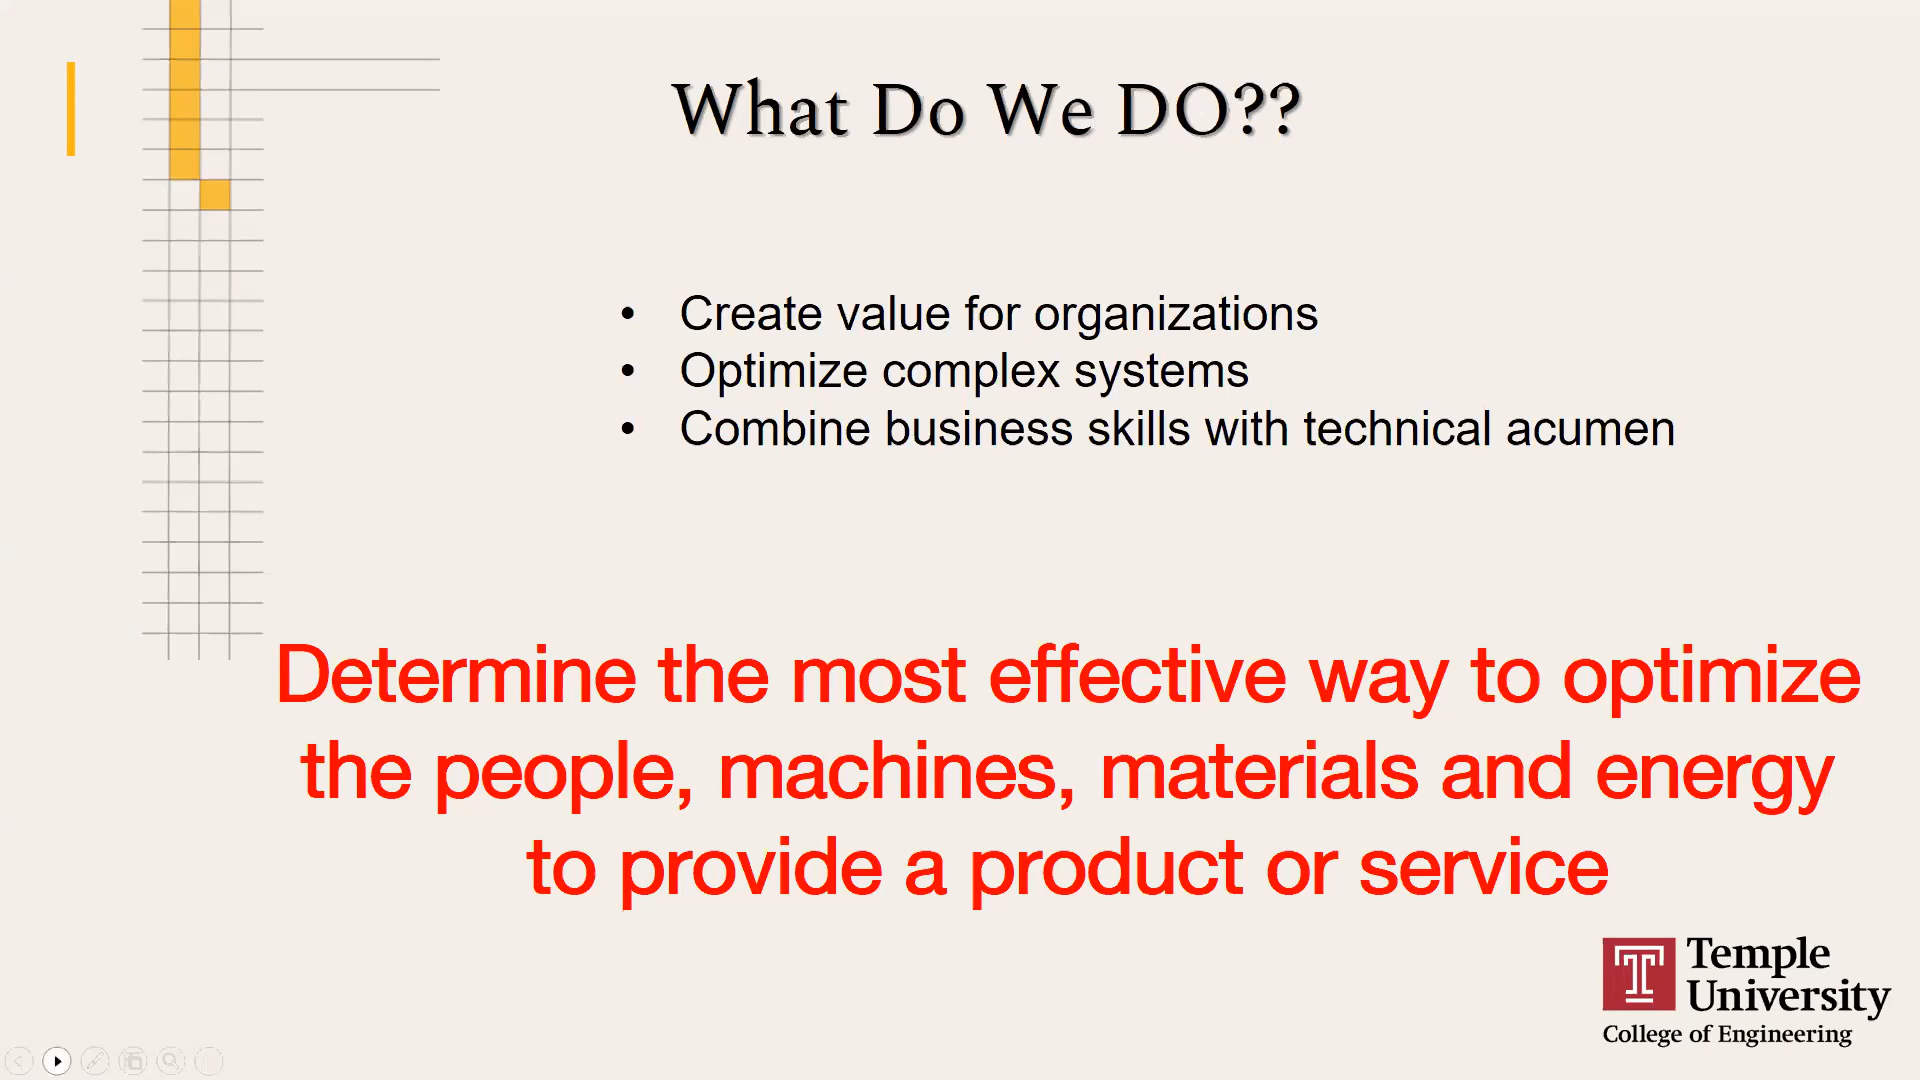 What Do We DO??
• Create value for organizations
• Optimize complex systems
• Combine business skills with technical acumen
Determine the most effective way to optimize
the people, machines, materials and energy
to provide a product or service
Temple
University
College of Engineering